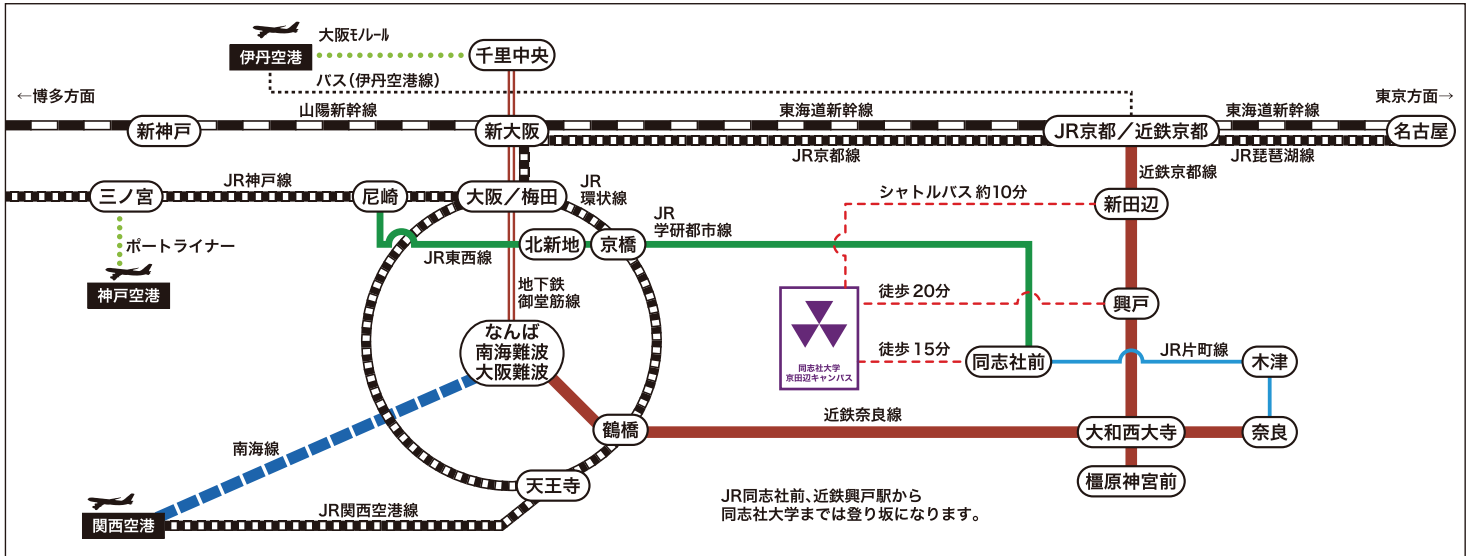 大阪モノレール
伊丹空港
千里中央
バス(伊丹空港線)
←博多方面
東京方面→
山陽新幹線
東海道新幹線
東海道新幹線
新神戸
新大阪
JR京都/近鉄京都
名古屋
JR京都線
JR琵琶湖線
近鉄京都線
JR神戸線
三ノ宮
尼崎
大阪/梅田
JR
環状線
シャトルバス 約10分
新田辺
JR
学研都市線
ポートライナー
北新地
京橋
JR東西線
神戸空港
地下鉄
御堂筋線
徒歩 20分
興戸
なんば
南海難波
大阪難波
徒歩 15分
同志社前
JR片町線
木津
同志社大学
京田辺キャンパス
近鉄奈良線
鶴橋
大和西大寺
奈良
南海線
天王寺
橿原神宮前
関西空港
JR関西空港線
JR同志社前、近鉄興戸駅から
同志社大学までは登り坂になります。